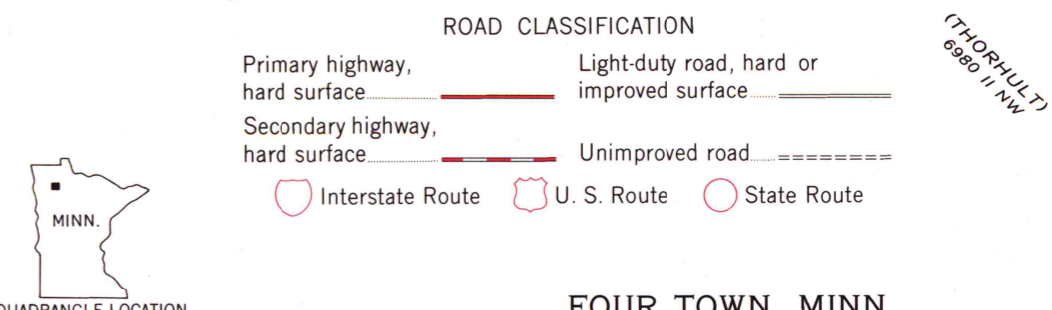 ROAD CLASSIFICATION
Primary highway,
hard surface
Light-duty road, hard or
improved surface
Secondary highway,
hard surface
Unimproved road
Interstate Route
U. S. Route
State Route
(THORHULT)
6980 II NW
MINN.
QUADRANGLE LOCATION
FOUR TOWN, MINN.